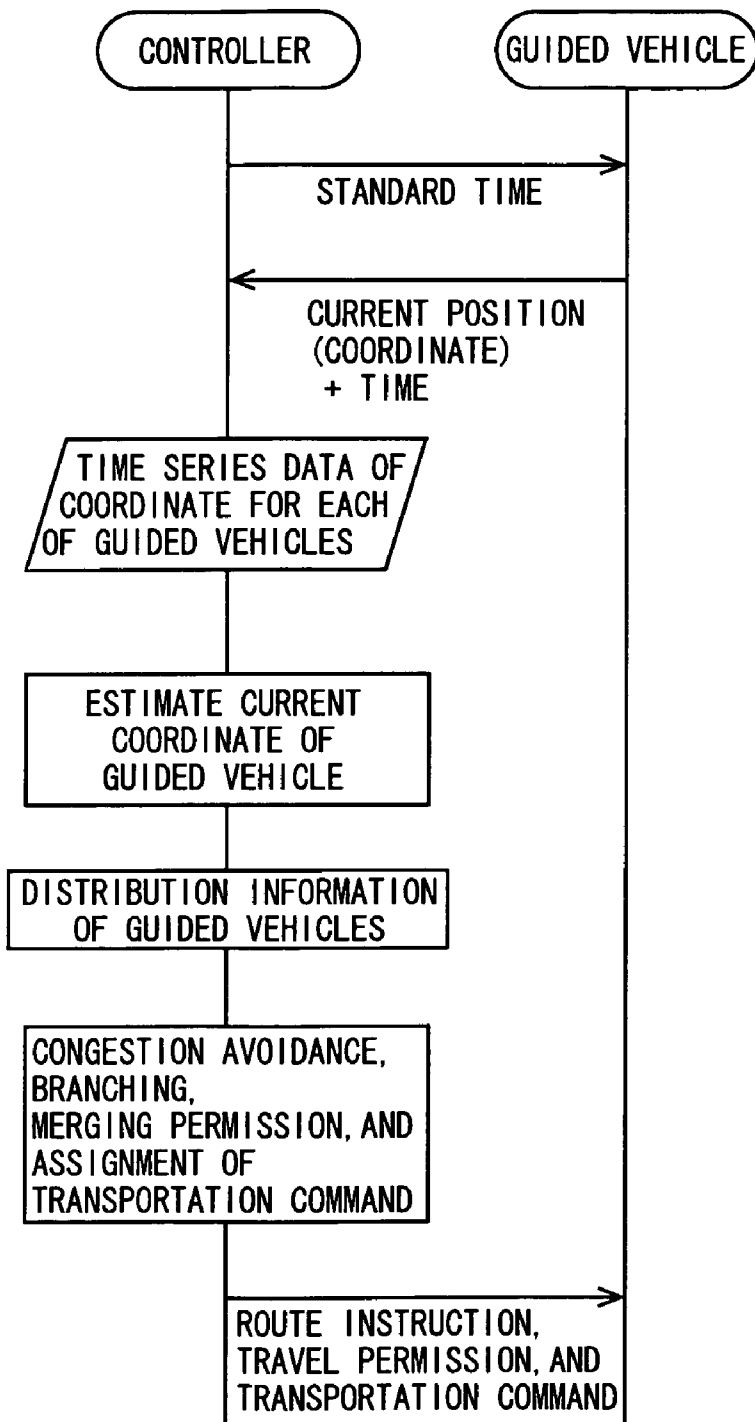 CONTROLLER
GUIDED VEHICLE
STANDARD TIME
CURRENT POSITION
(COORDINATE)
+ TIME
TIME SERIES DATA OF
COORDINATE FOR EACH
OF GUIDED VEHICLES
ESTIMATE CURRENT
COORDINATE OF
GUIDED VEHICLE
DISTRIBUTION INFORMATION
OF GUIDED VEHICLES
CONGESTION AVOIDANCE,
BRANCHING,
MERGING PERMISSION, AND
ASSIGNMENT OF
TRANSPORTATION COMMAND
ROUTE INSTRUCTION,
TRAVEL PERMISSION, AND
TRANSPORTATION COMMAND